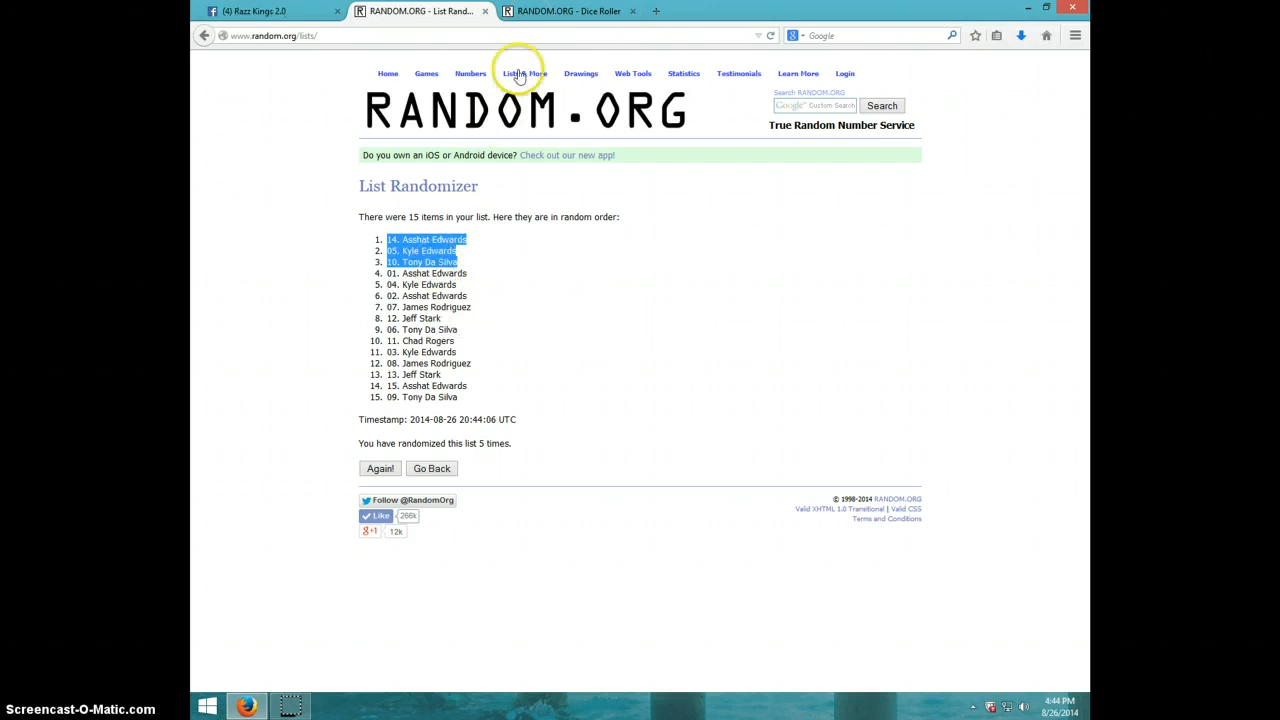 (4) Razz Kings 2.0
RANDOM.ORG - List Rand...
RANDOM.ORG - Dice Roller
www.random.org/lists/
Google
Home Games Numbers Lists & More Drawings Web Tools Statistics Testimonials Learn More Login
RANDOM.ORG
Search RANDOM.ORG
Google™ Custom Search
Search
True Random Number Service
Do you own an iOS or Android device? Check out our new app!
List Randomizer
There were 15 items in your list. Here they are in random order:
1. 14. Asshat Edwards
2. 05. Kyle Edwards
3. 10. Tony Da Silva
4. 01. Asshat Edwards
5. 04. Kyle Edwards
6. 02. Asshat Edwards
7. 07. James Rodriguez
8. 12. Jeff Stark
9. 06. Tony Da Silva
10. 11. Chad Rogers
11. 03. Kyle Edwards
12. 08. James Rodriguez
13. 13. Jeff Stark
14. 15. Asshat Edwards
15. 09. Tony Da Silva
Timestamp: 2014-08-26 20:44:06 UTC
You have randomized this list 5 times.
Again! Go Back
Follow @RandomOrg
Like 266k
+1 12k
© 1998-2014 RANDOM.ORG
Valid XHTML 1.0 Transitional | Valid CSS
Terms and Conditions
4:44 PM
8/26/2014
Screencast-O-Matic.com